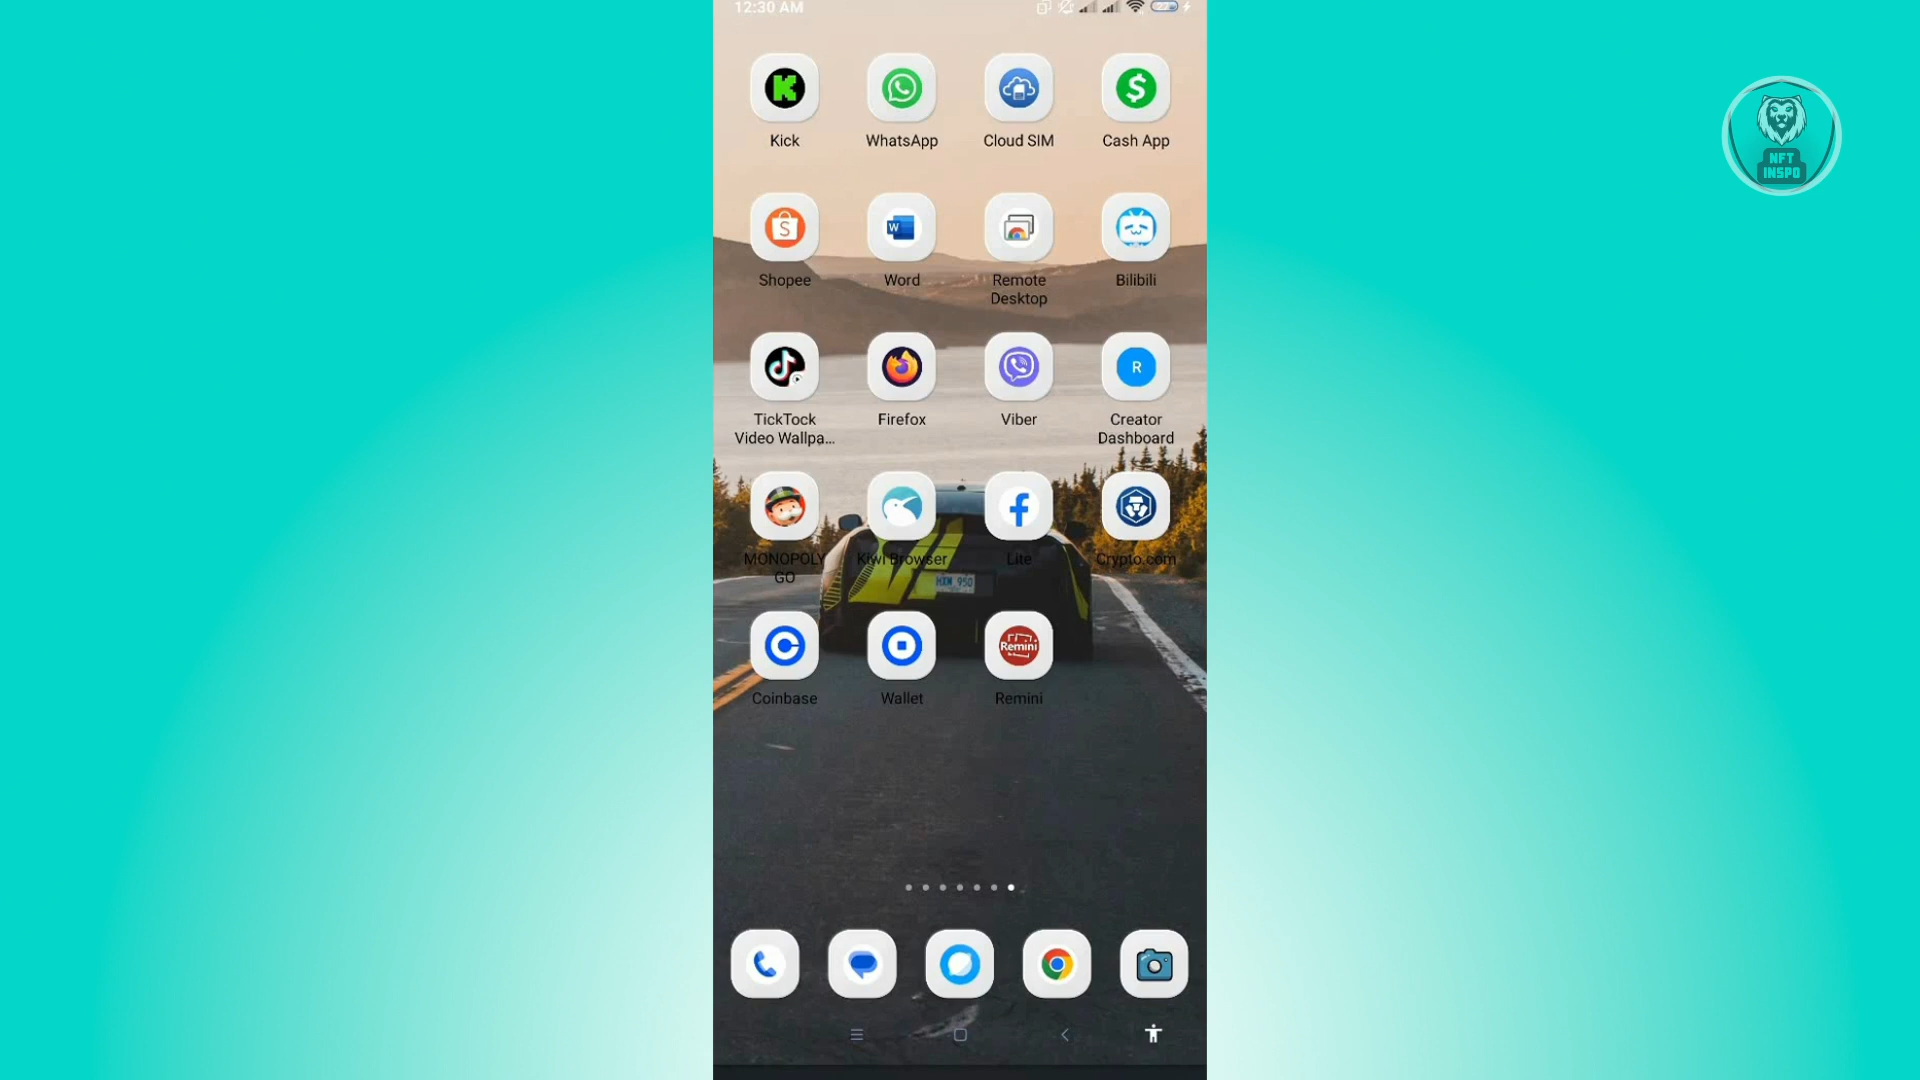 12:30 AM
Kick
WhatsApp
Cloud SIM
Cash App
NFT
INSPO
S
W
Shopee
Word
Remote
Desktop
Bilibili
R
TickTock
Video Wallpa...
Firefox
Viber
Creator
Dashboard
MONOPOLY
GO
Kiwi Browser
Lite
Crypto.com
Remini
Coinbase
Wallet
Remini